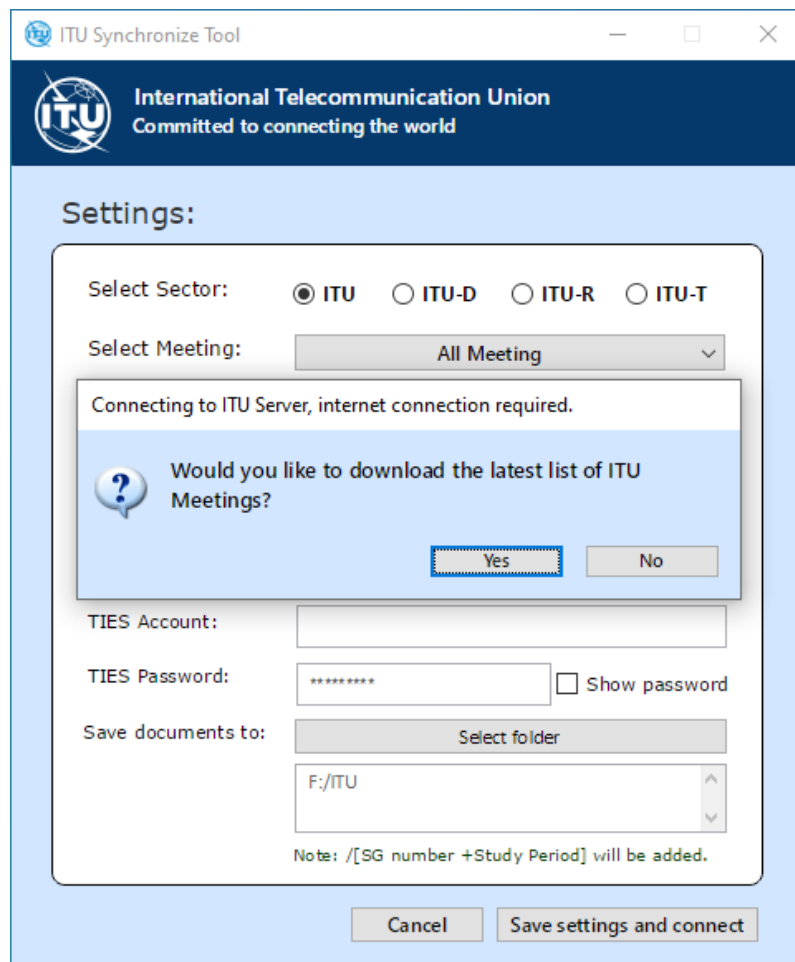 ITU Synchronize Tool
ITU
International Telecommunication Union
Committed to connecting the world
Settings:
Select Sector:
ITU
ITU-D
ITU-R
ITU-T
Select Meeting:
All Meeting
Connecting to ITU Server, internet connection required.
Would you like to download the latest list of ITU
Meetings?
Yes
No
TIES Account:
TIES Password:
*********
Show password
Save documents to:
Select folder
F:/ITU
Note: /[SG number +Study Period] will be added.
Cancel
Save settings and connect